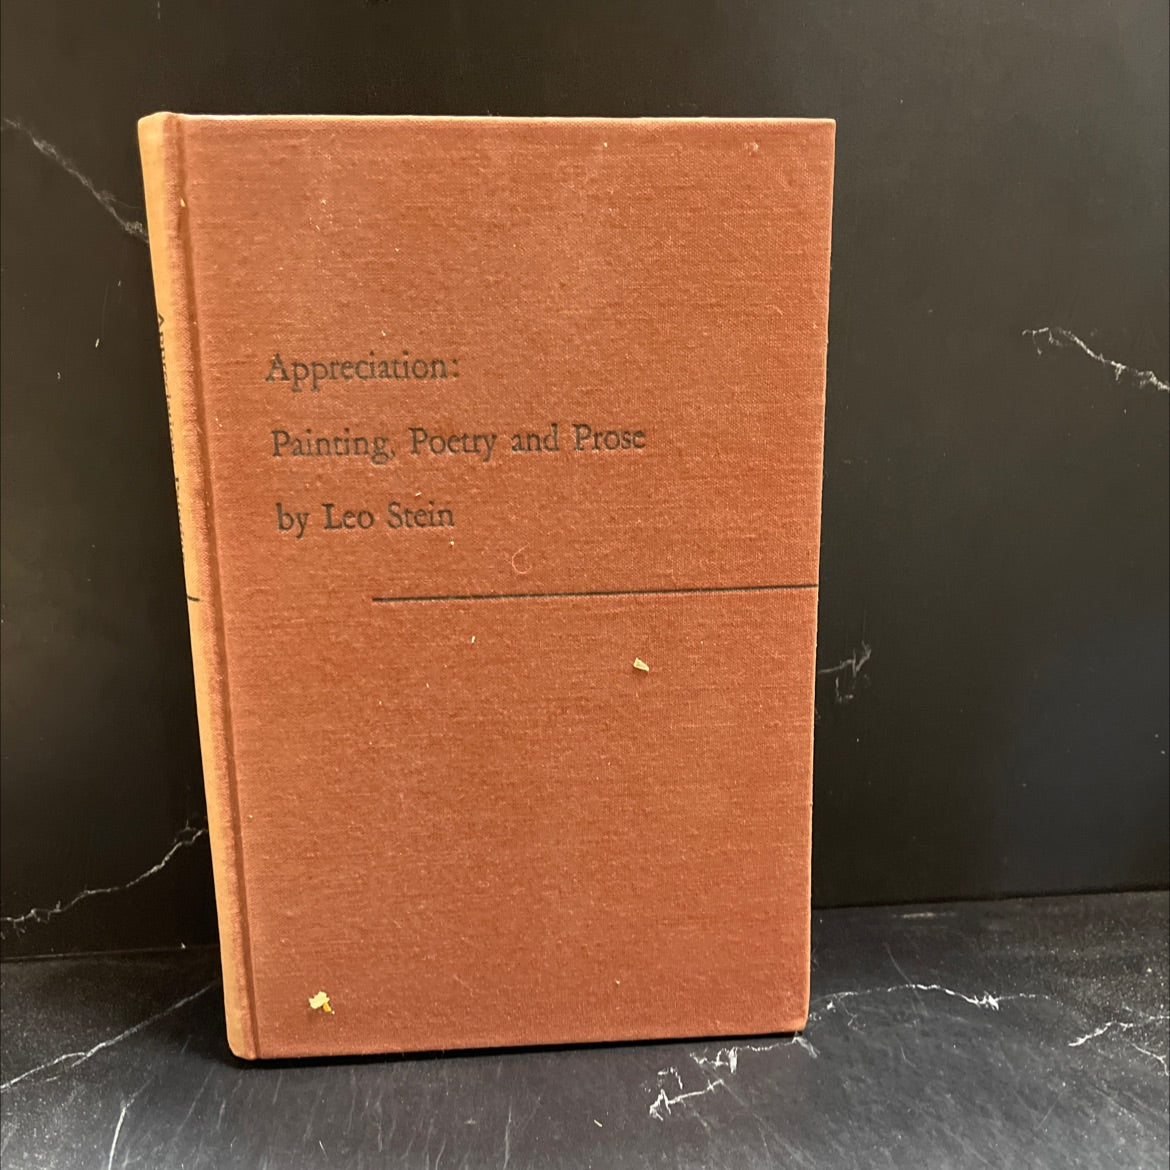 Appreciation:
Painting, Poetry and Prose
by Leo Stein